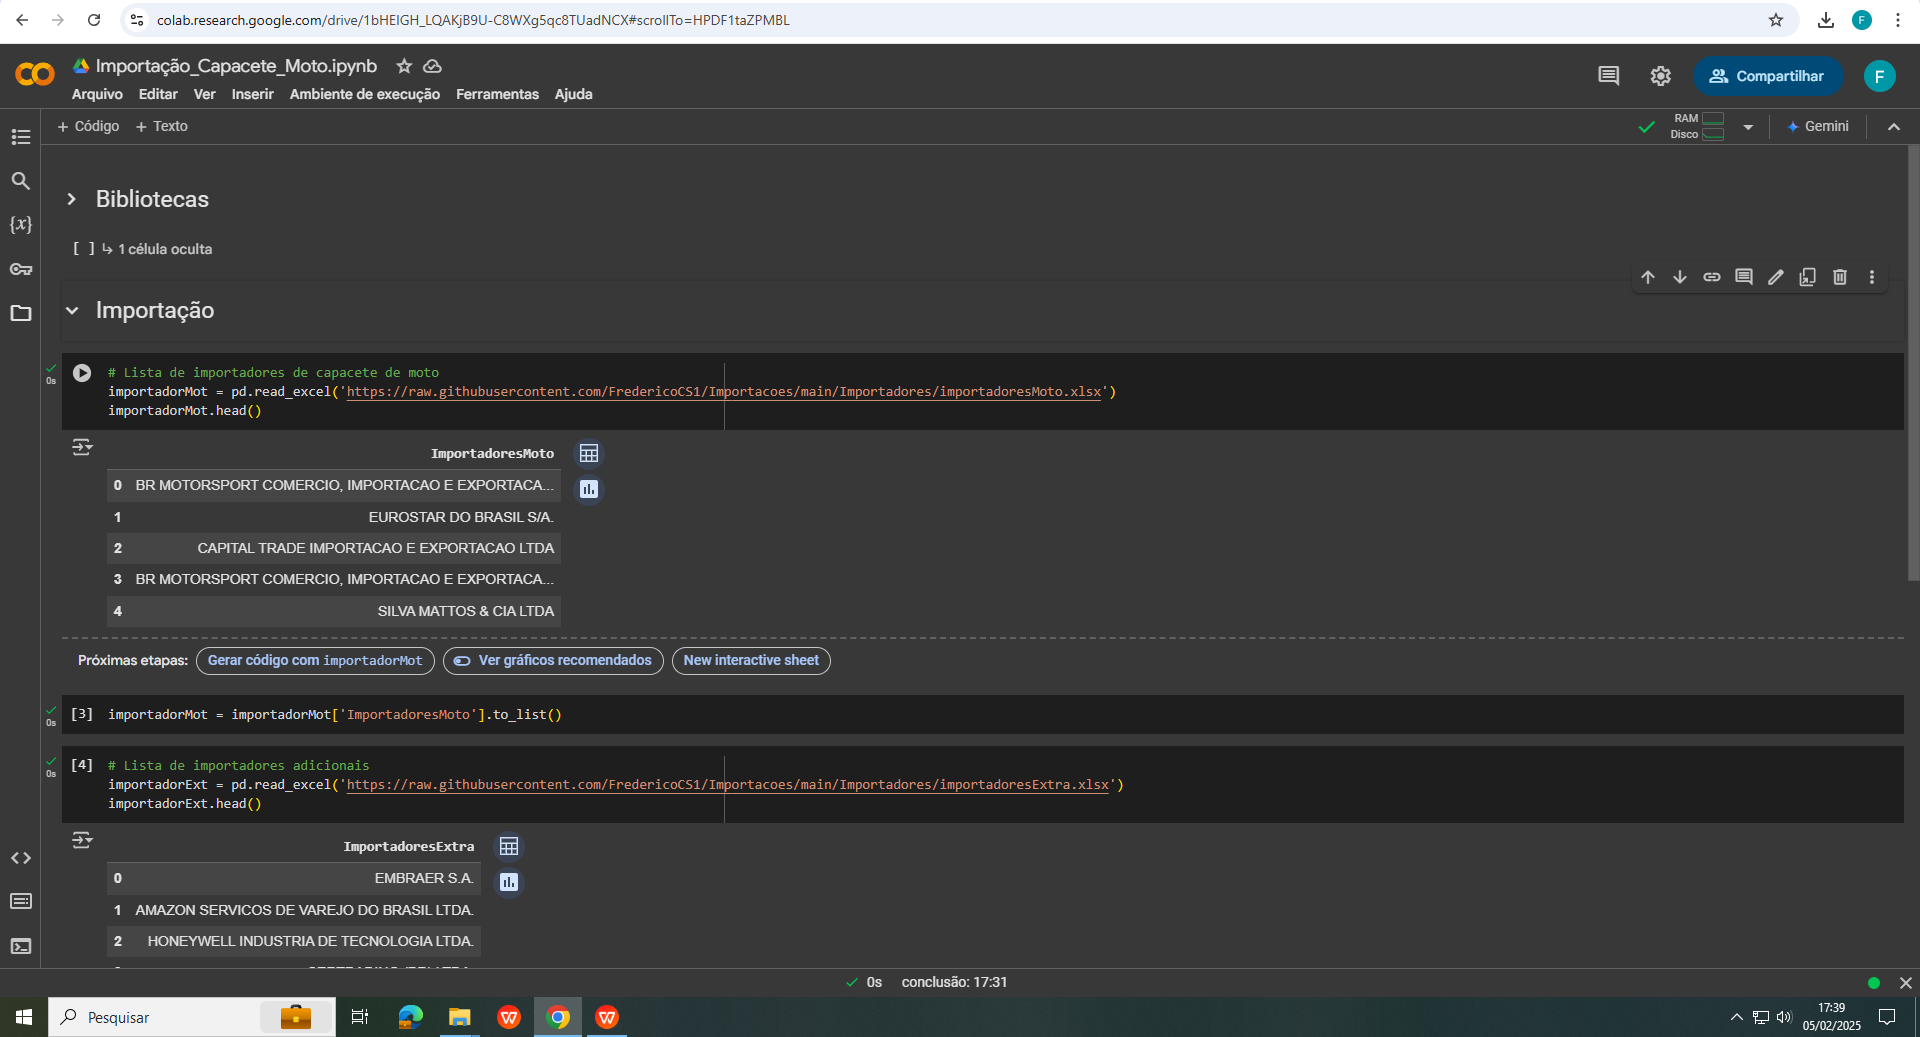 colab.research.google.com/drive/1bHEIGH_LQAKjB9U-C8WXg5qc8TUadNCX#scrollTo=HPDF1taZPMBL
F
Importação_Capacete_Moto.ipynb
Arquivo Editar Ver Inserir Ambiente de execução Ferramentas Ajuda
Compartilhar
F
+ Código + Texto
RAM
Disco
Gemini
Bibliotecas
[ ] ↳ 1 célula oculta
Importação
0s
# Lista de importadores de capacete de moto
importadorMot = pd.read_excel('https://raw.githubusercontent.com/FredericoCS1/Importacoes/main/Importadores/importadoresMoto.xlsx')
importadorMot.head()
ImportadoresMoto
0 BR MOTORSPORT COMERCIO, IMPORTACAO E EXPORTACA...
1 EUROSTAR DO BRASIL S/A.
2 CAPITAL TRADE IMPORTACAO E EXPORTACAO LTDA
3 BR MOTORSPORT COMERCIO, IMPORTACAO E EXPORTACA...
4 SILVA MATTOS & CIA LTDA
Próximas etapas: Gerar código com importadorMot Ver gráficos recomendados New interactive sheet
0s
[3] importadorMot = importadorMot['ImportadoresMoto'].to_list()
0s
[4] # Lista de importadores adicionais
importadorExt = pd.read_excel('https://raw.githubusercontent.com/FredericoCS1/Importacoes/main/Importadores/importadoresExtra.xlsx')
importadorExt.head()
ImportadoresExtra
0 EMBRAER S.A.
1 AMAZON SERVICOS DE VAREJO DO BRASIL LTDA.
2 HONEYWELL INDUSTRIA DE TECNOLOGIA LTDA.
0s conclusão: 17:31
Pesquisar
17:39
05/02/2025